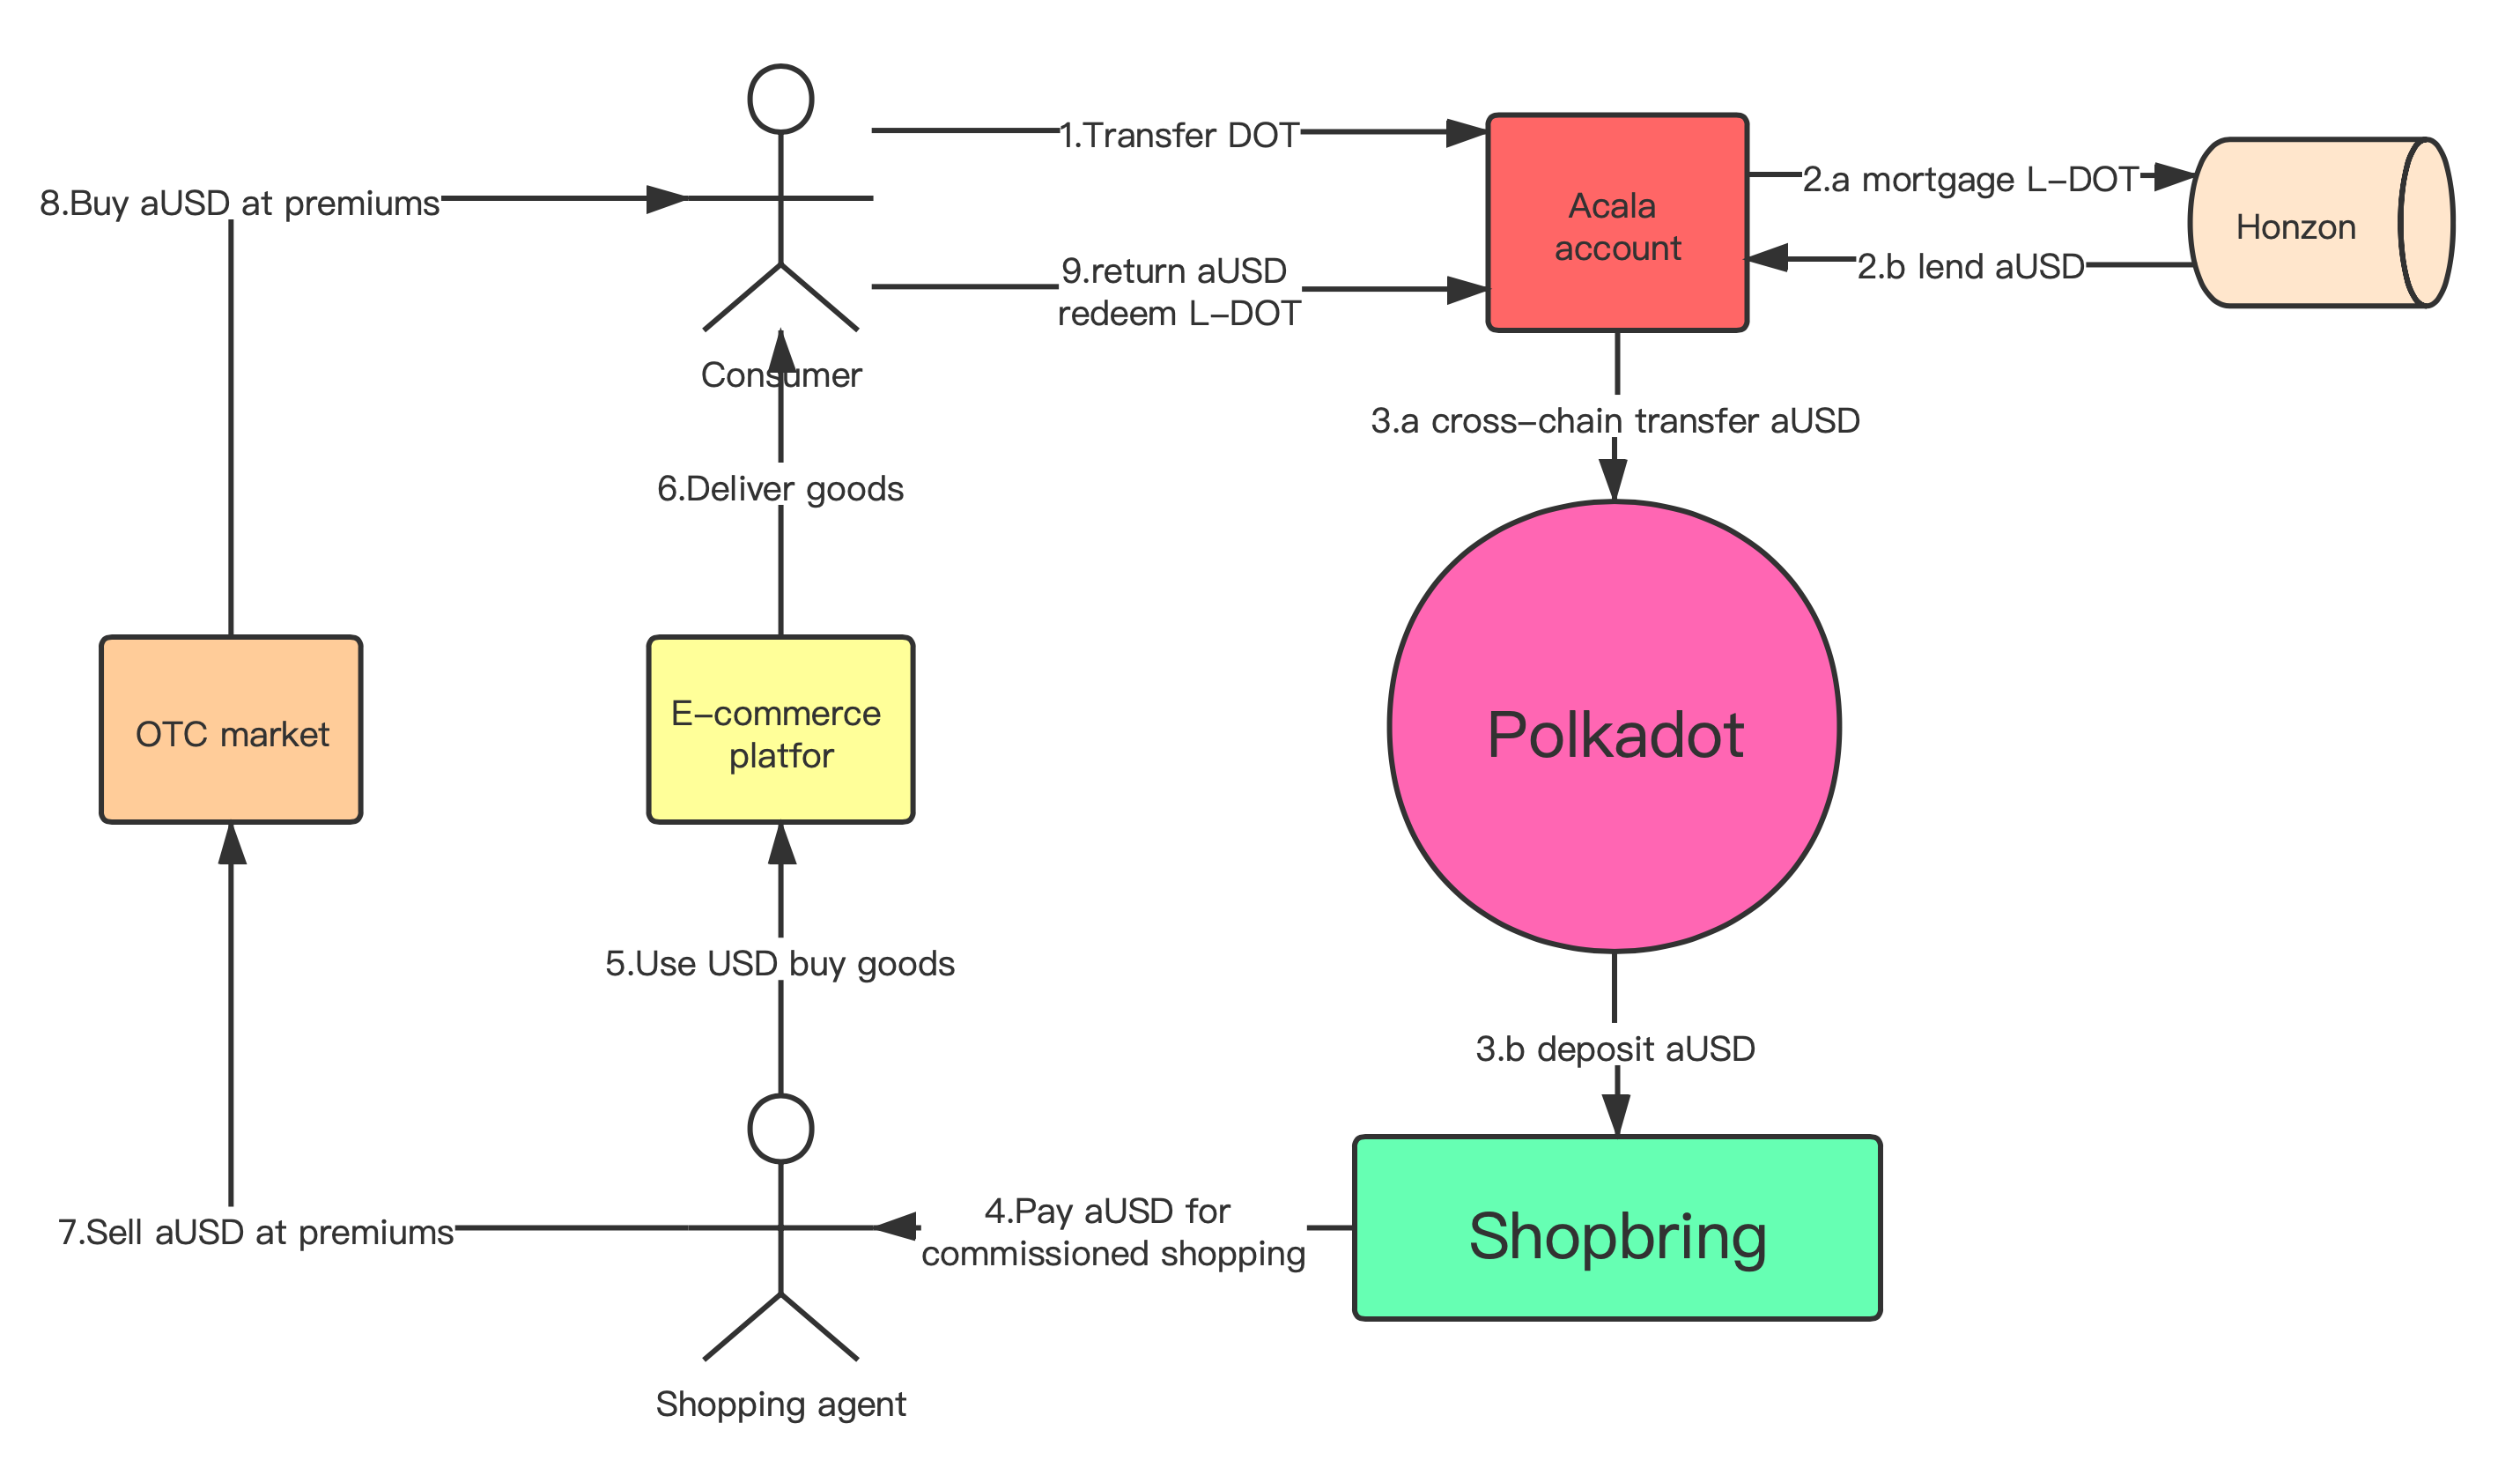 1.Transfer DOT
8.Buy aUSD at premiums
2.a mortgage L-DOT
Acala
account
Honzon
9.return aUSD
redeem L-DOT
2.b lend aUSD
Consumer
3.a cross-chain transfer aUSD
6.Deliver goods
OTC market
E-commerce
platfor
Polkadot
5.Use USD buy goods
3.b deposit aUSD
7.Sell aUSD at premiums
4.Pay aUSD for
commissioned shopping
Shopbring
Shopping agent